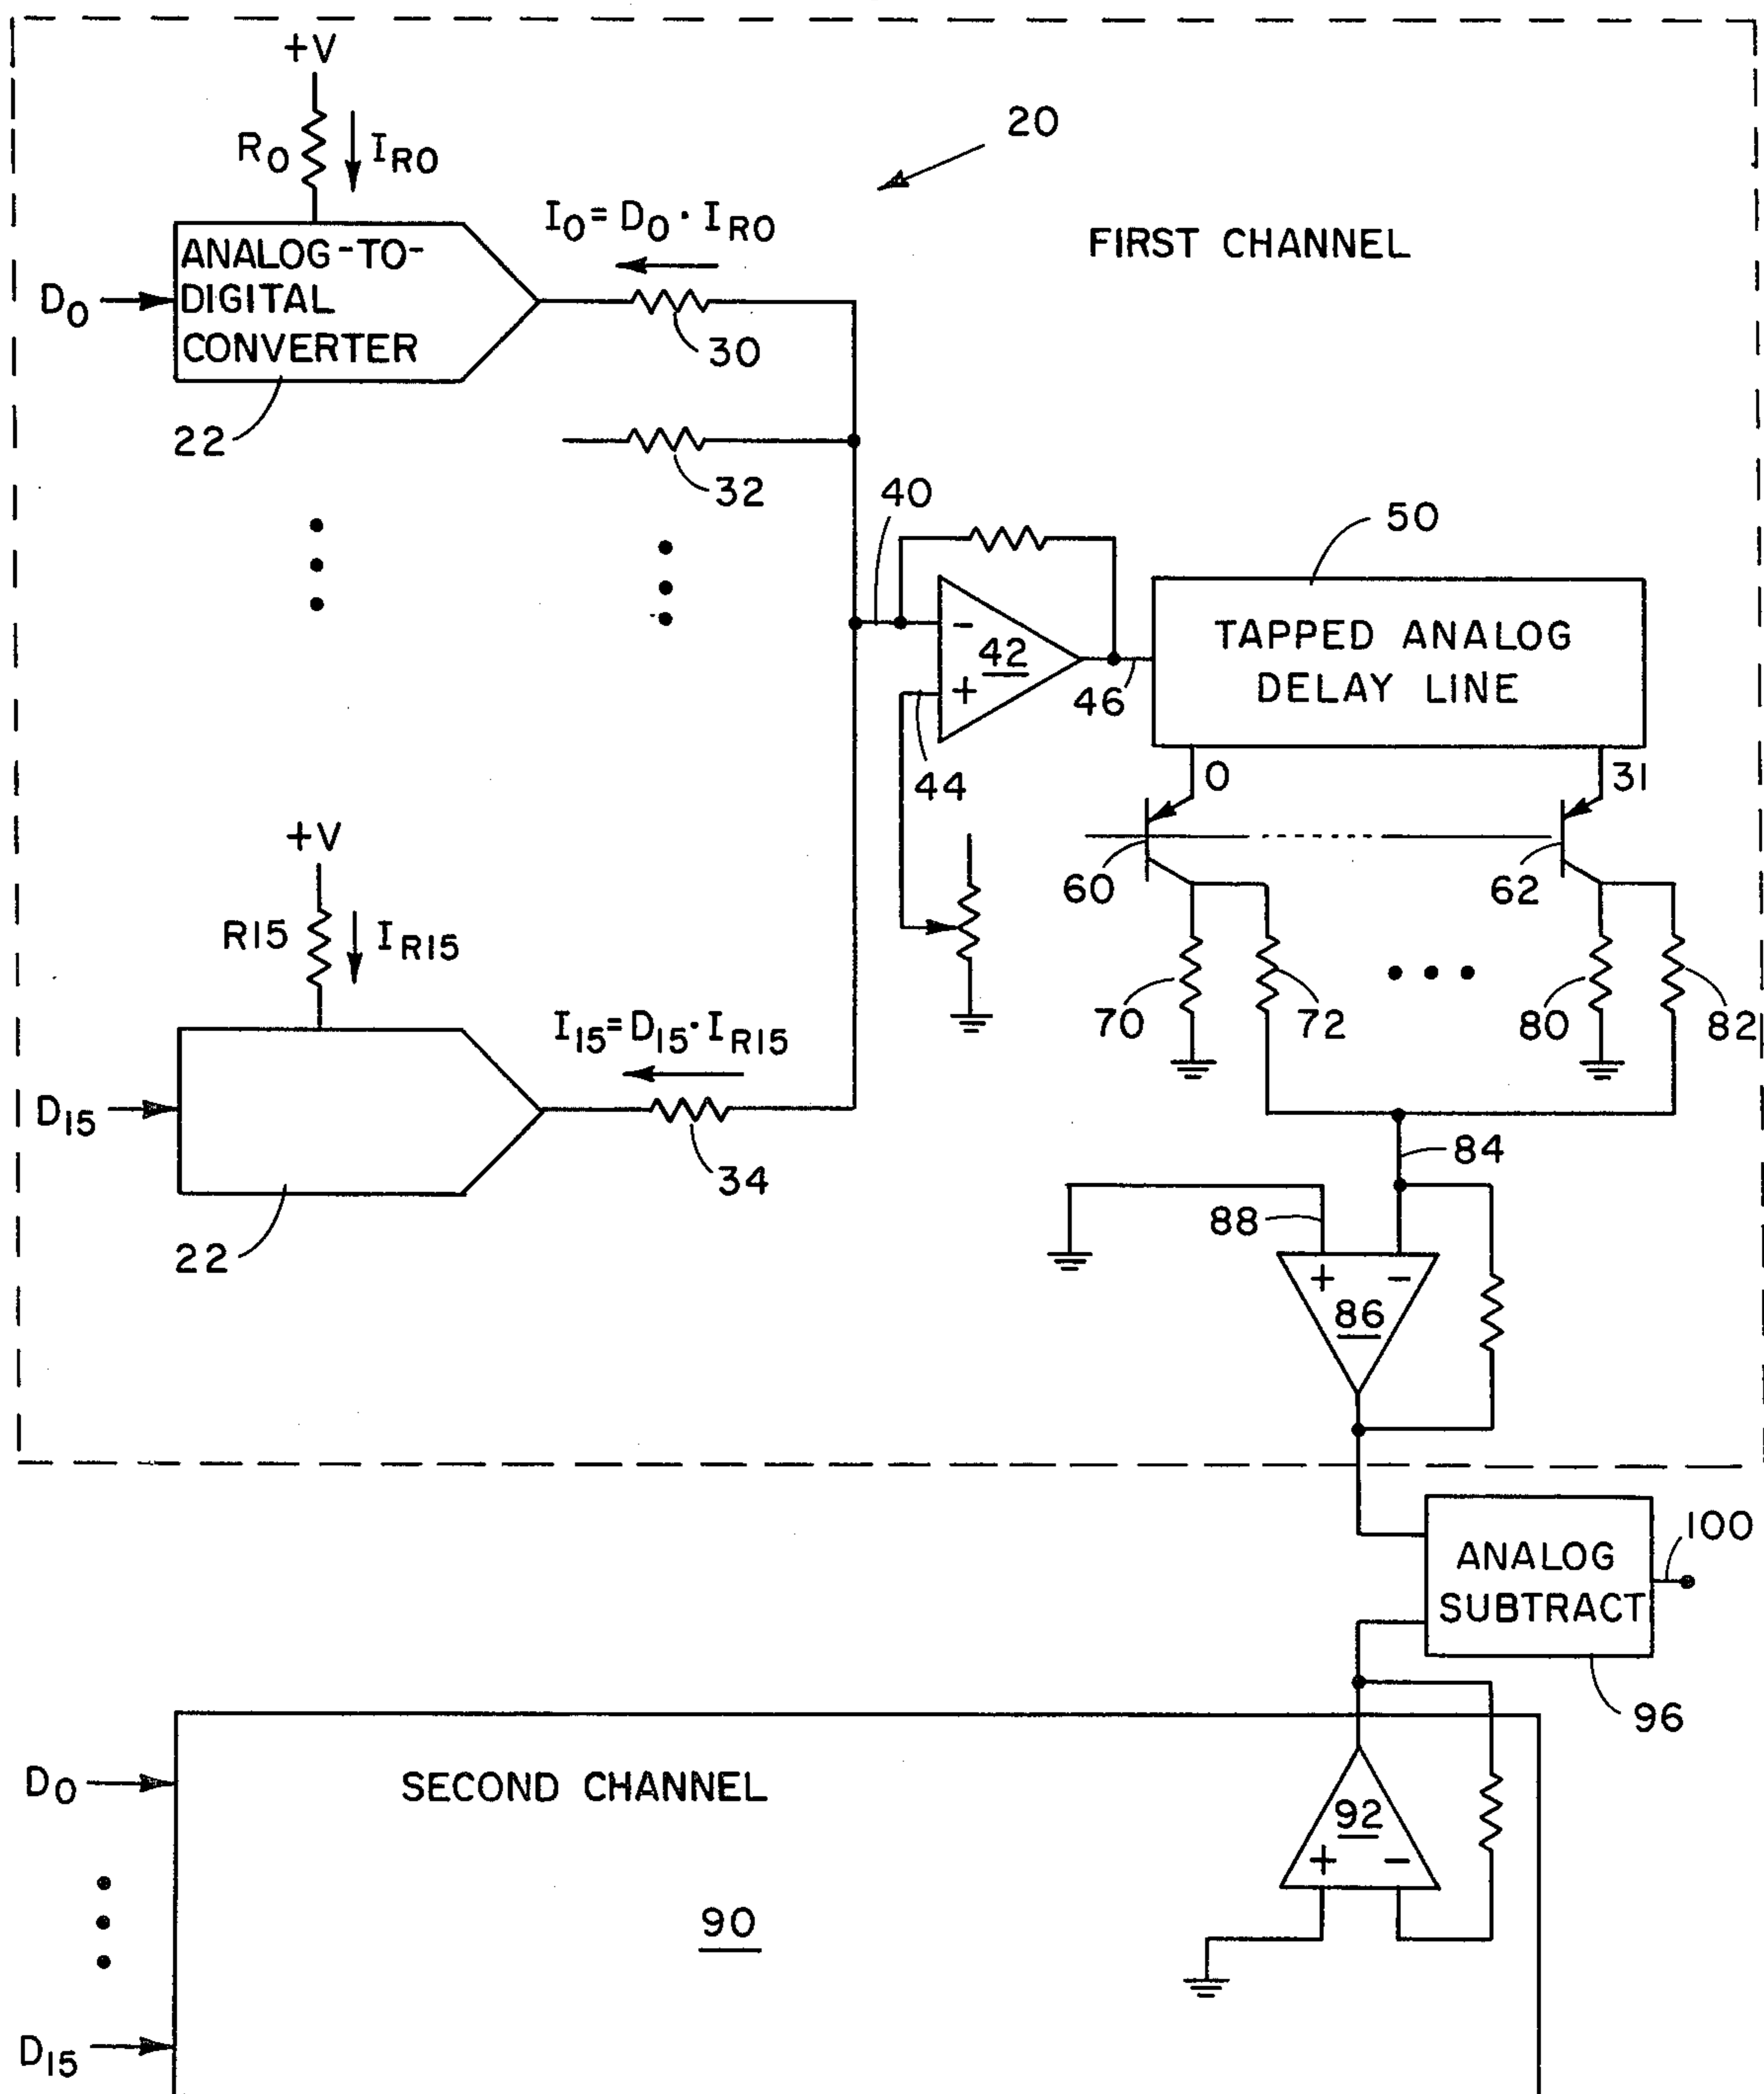 +V
R0 IR0
20
I0=D0·IR0
FIRST CHANNEL
ANALOG-TO-
D0 DIGITAL
CONVERTER
30
22
32
40
50
TAPPED ANALOG
DELAY LINE
-
42
+
46
44
0
31
+V
60
62
R15 IR15
70
72
80
82
I15=D15·IR15
D15
84
34
88
22
+ -
86
100
ANALOG
SUBTRACT
96
D0
SECOND CHANNEL
92
+ -
90
D15